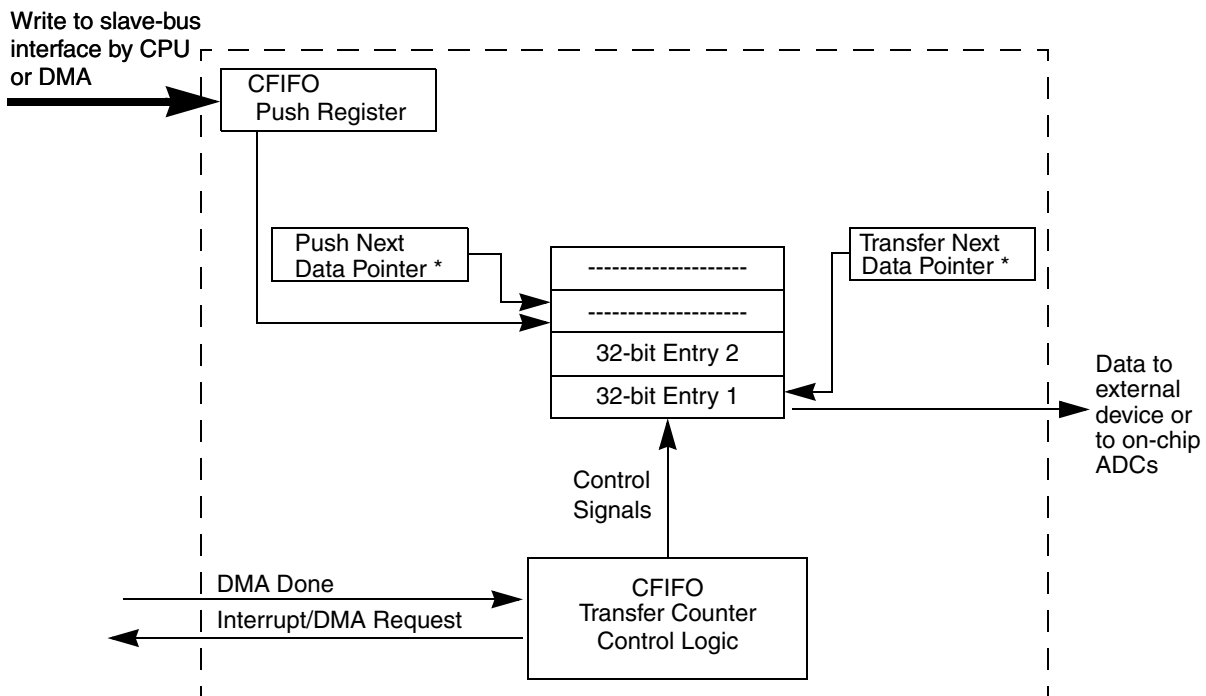 Write to slave-bus
interface by CPU
or DMA
CFIFO
Push Register
Push Next
Data Pointer *
Transfer Next
Data Pointer *
---------------------
---------------------
32-bit Entry 2
32-bit Entry 1
Data to
external
device or
to on-chip
ADCs
Control
Signals
DMA Done
Interrupt/DMA Request
CFIFO
Transfer Counter
Control Logic